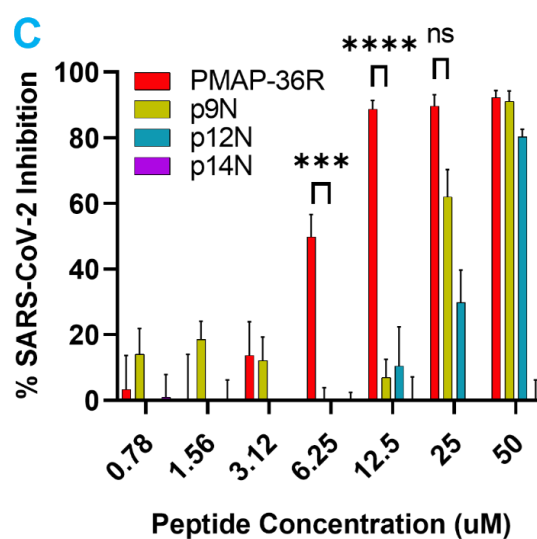 C
% SARS-CoV-2 Inhibition
100
80
60
40
20
0
PMAP-36R
p9N
p12N
p14N
***
****
ns
0.78
1.56
3.12
6.25
12.5
25
50
Peptide Concentration (uM)